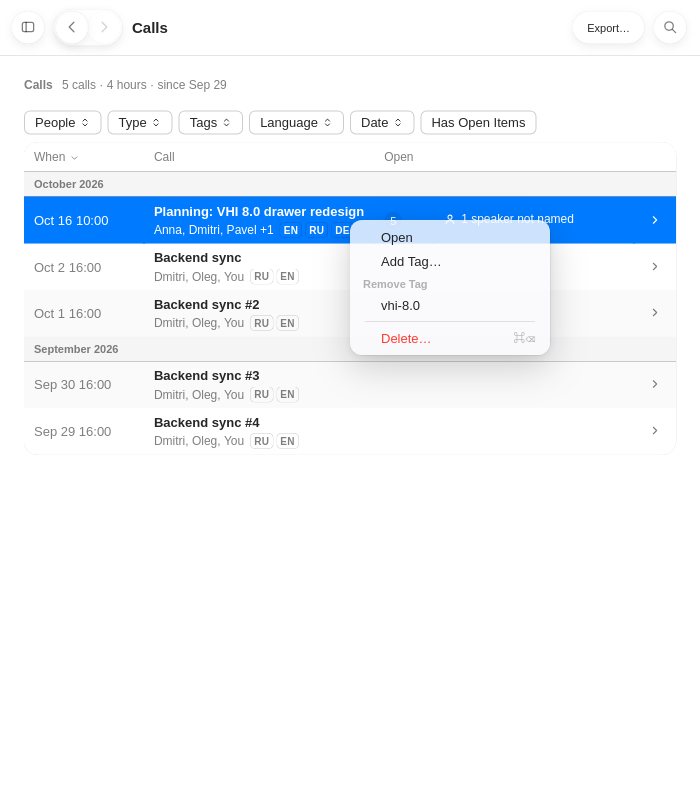 Calls
Export…
Calls 5 calls · 4 hours · since Sep 29
People Type Tags Language Date Has Open Items
When Call Open
October 2026
Oct 16 10:00
Planning: VHI 8.0 drawer redesign
Anna, Dmitri, Pavel +1 EN RU DE
5 1 speaker not named
Open
Add Tag…
Remove Tag
vhi-8.0
Delete… ⌘⌫
Oct 2 16:00
Backend sync
Dmitri, Oleg, You RU EN
Oct 1 16:00
Backend sync #2
Dmitri, Oleg, You RU EN
September 2026
Sep 30 16:00
Backend sync #3
Dmitri, Oleg, You RU EN
Sep 29 16:00
Backend sync #4
Dmitri, Oleg, You RU EN